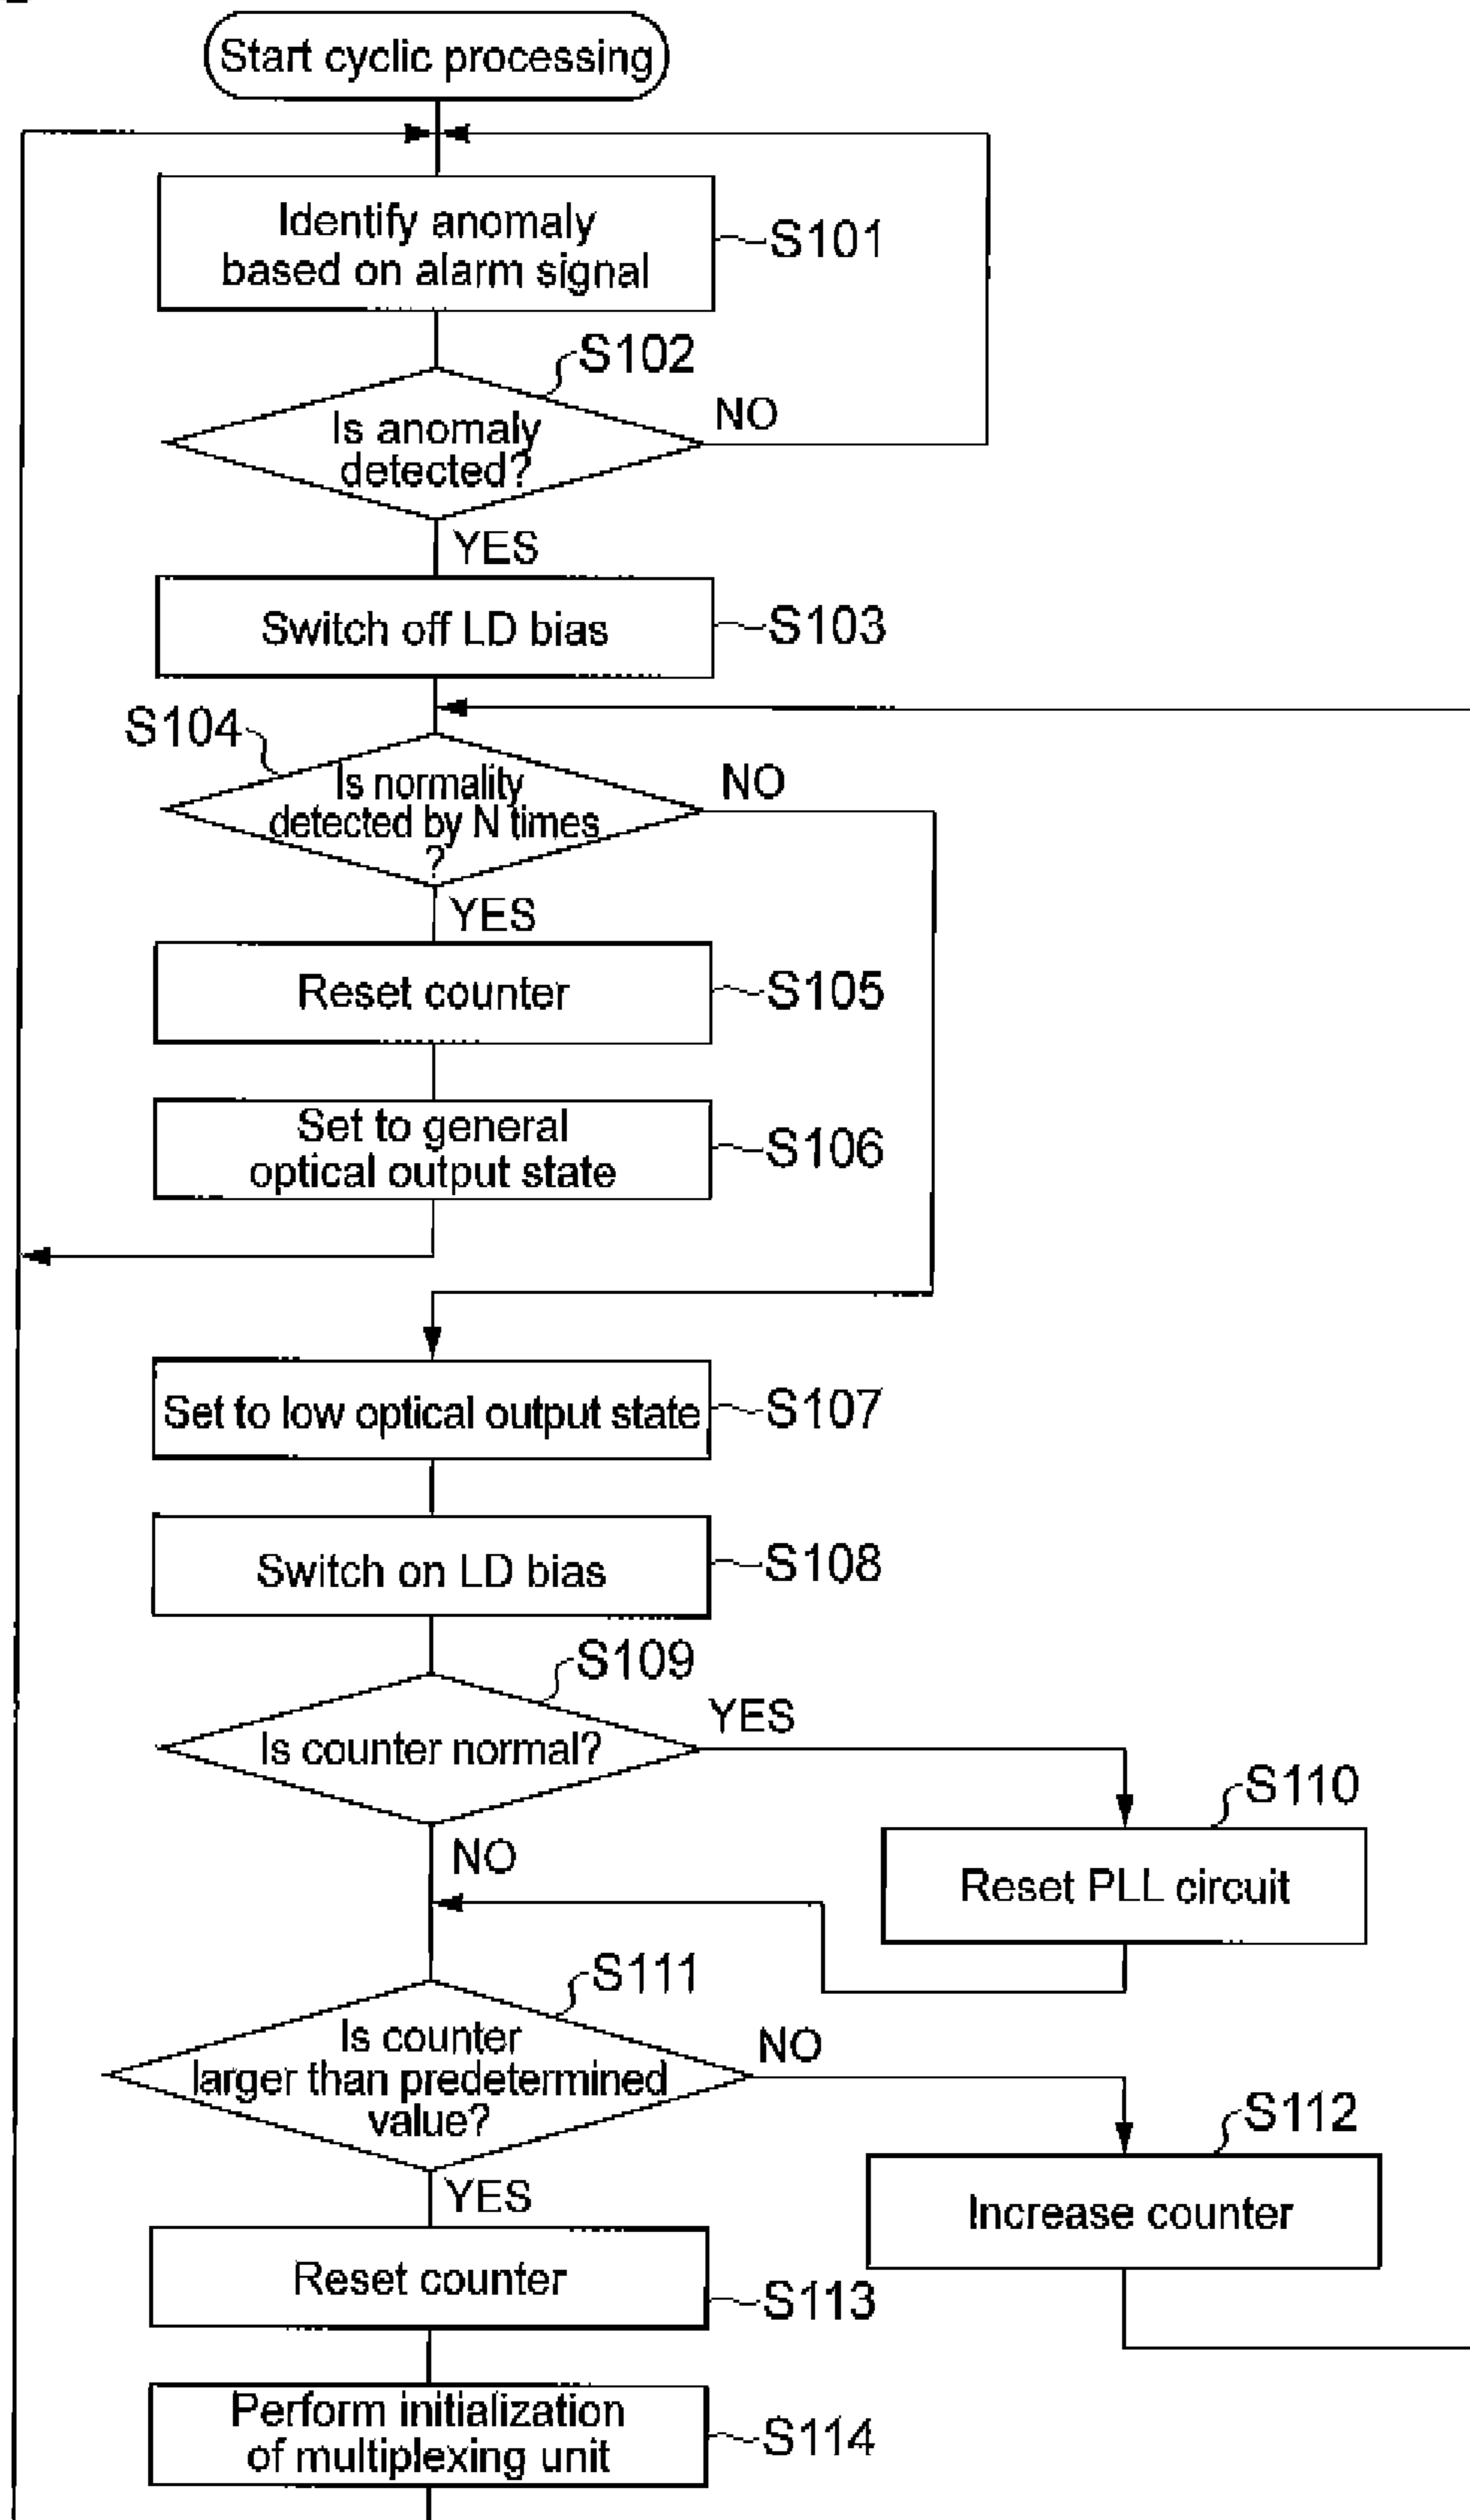 Start cyclic processing
Identify anomaly
based on alarm signal
S101
S102
Is anomaly
detected?
NO
YES
Switch off LD bias
S103
S104
Is normality
detected by N times
?
NO
YES
Reset counter
S105
Set to general
optical output state
S106
Set to low optical output state
S107
Switch on LD bias
S108
S109
Is counter normal?
YES
S110
NO
Reset PLL circuit
S111
Is counter
larger than predetermined
value?
NO
S112
YES
Increase counter
Reset counter
S113
Perform initialization
of multiplexing unit
S114